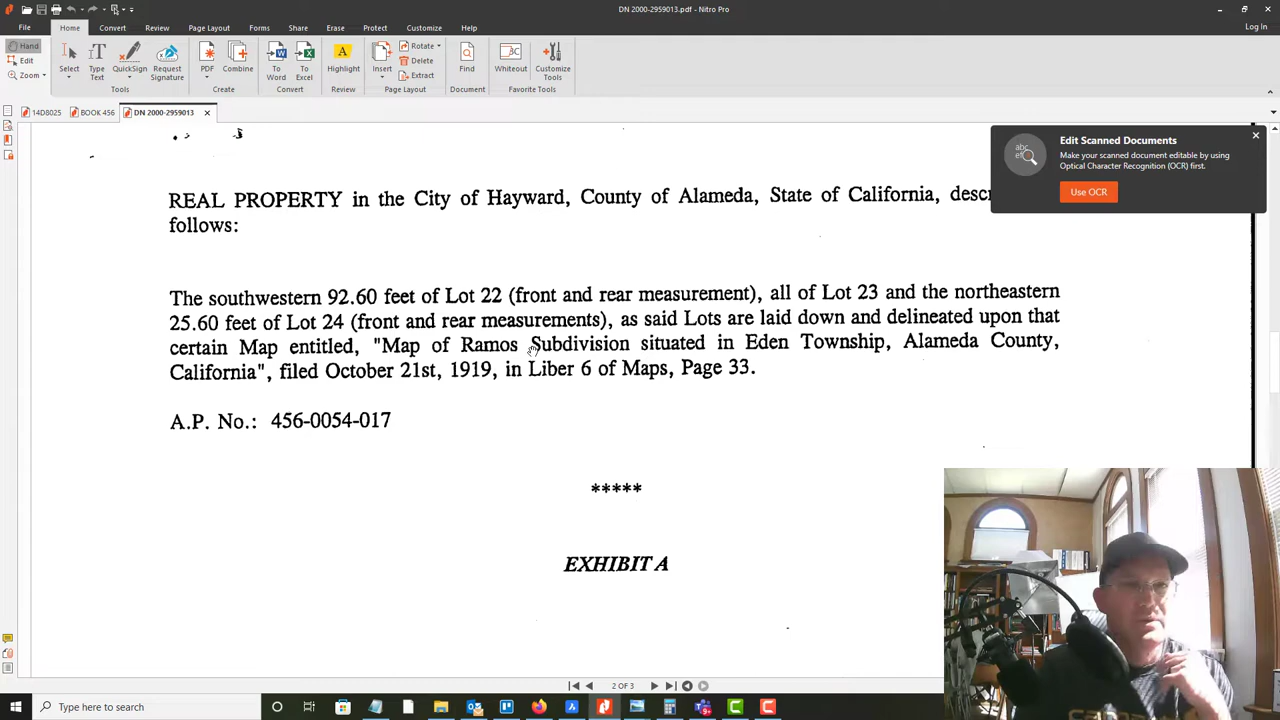 DN 2000-2959013.pdf - Nitro Pro
File Home Convert Review Page Layout Forms Share Erase Protect Customize Help Log In
Hand
Edit
Zoom
Select
Type Text
QuickSign
Request Signature
Tools
PDF
Combine
Create
To Word
To Excel
Convert
Highlight
Review
Insert
Rotate
Delete
Extract
Page Layout
Find
Document
Whiteout
Customize Tools
Favorite Tools
14D8025 BOOK 456 DN 2000-2959013
Edit Scanned Documents
Make your scanned document editable by using
Optical Character Recognition (OCR) first.
Use OCR
REAL PROPERTY in the City of Hayward, County of Alameda, State of California,
follows:
The southwestern 92.60 feet of Lot 22 (front and rear measurement), all of Lot 23 and the northeastern
25.60 feet of Lot 24 (front and rear measurements), as said Lots are laid down and delineated upon that
certain Map entitled, "Map of Ramos Subdivision situated in Eden Township, Alameda County,
California", filed October 21st, 1919, in Liber 6 of Maps, Page 33.
A.P. No.: 456-0054-017
*****
EXHIBIT A
2 OF 3
Type here to search